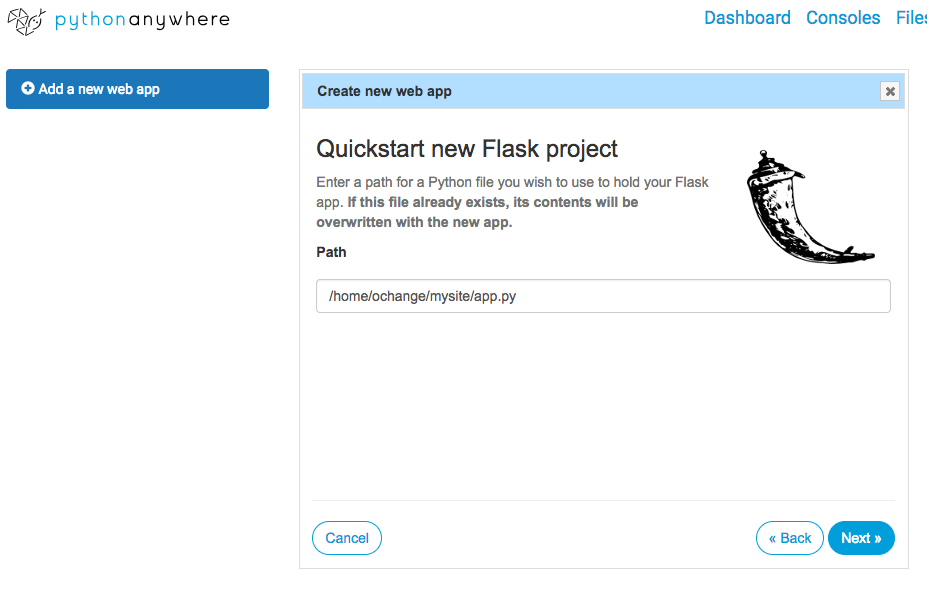 pythonanywhere
Dashboard Consoles Files
Add a new web app
Create new web app
Quickstart new Flask project
Enter a path for a Python file you wish to use to hold your Flask
app. If this file already exists, its contents will be
overwritten with the new app.
Path
/home/ochange/mysite/app.py
Cancel
« Back
Next »